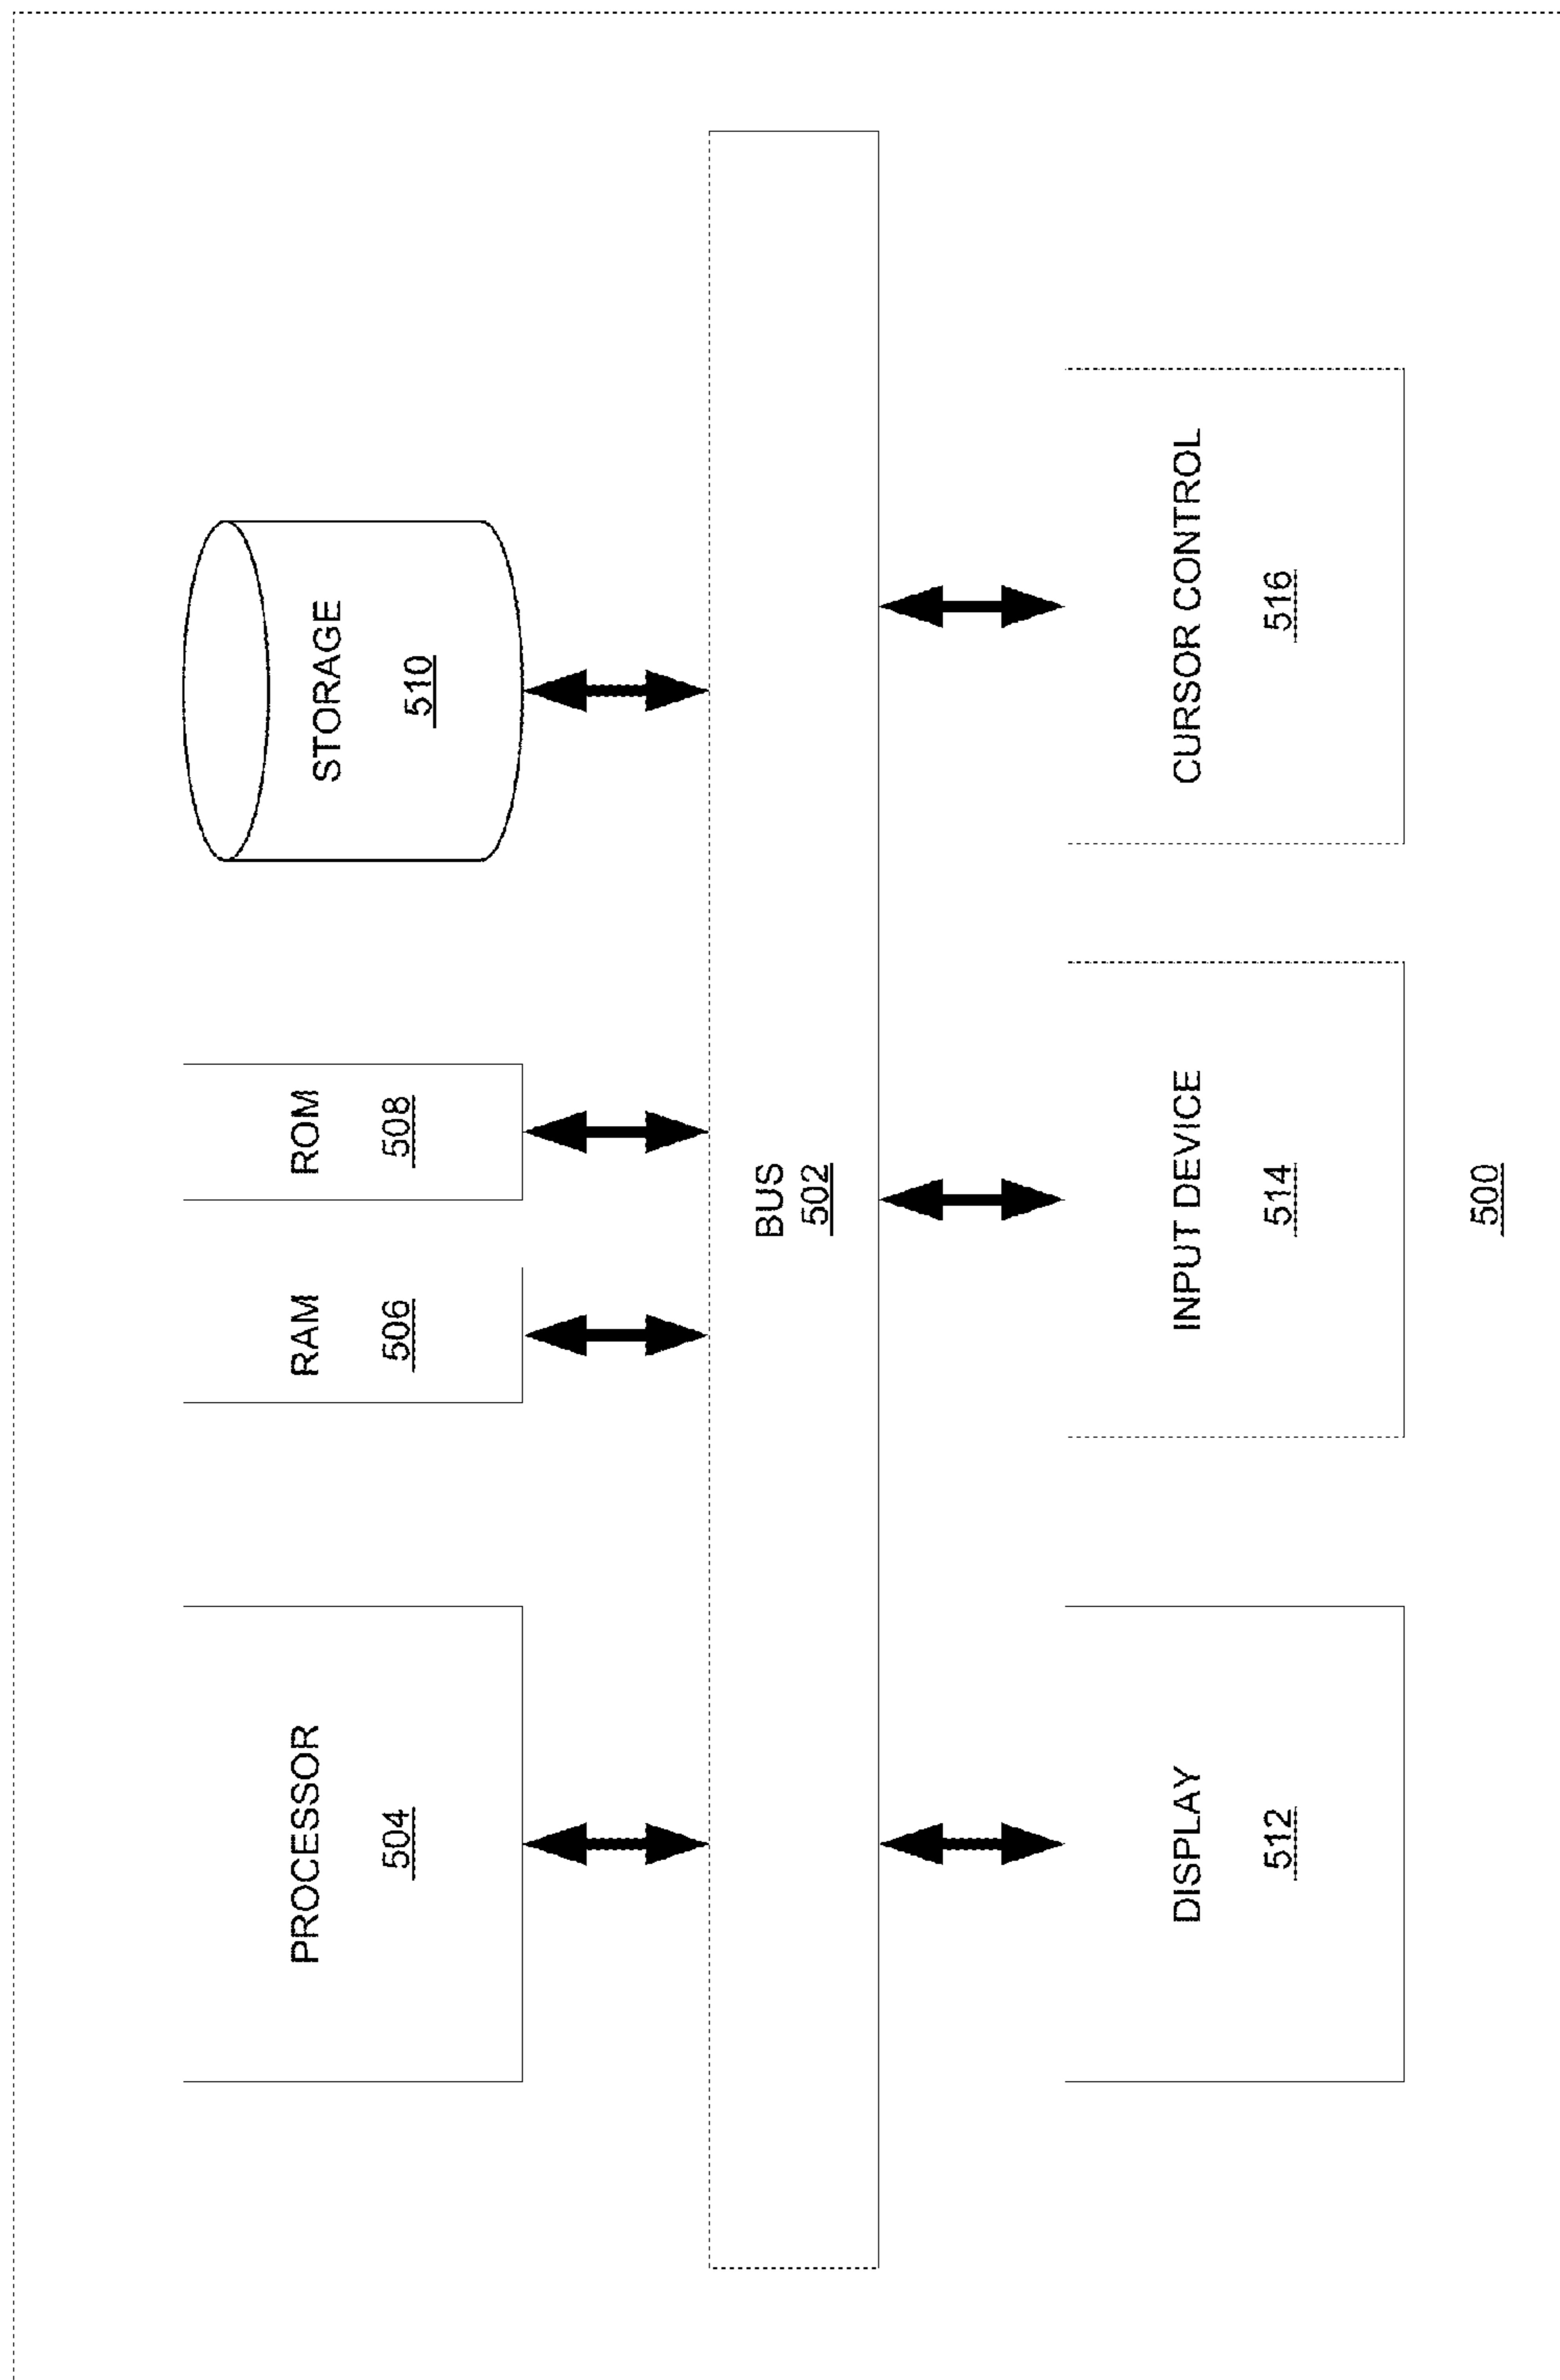 PROCESSOR
504
RAM
506
ROM
508
STORAGE
510
BUS
502
DISPLAY
512
INPUT DEVICE
514
CURSOR CONTROL
516
500